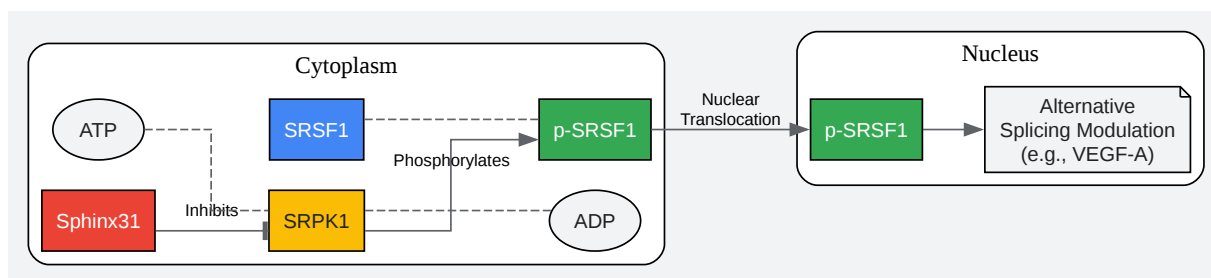 Cytoplasm
Nucleus
ATP
SRSF1
p-SRSF1
Nuclear
Translocation
p-SRSF1
Alternative
Splicing Modulation
(e.g., VEGF-A)
Phosphorylates
Sphinx31
Inhibits
SRPK1
ADP